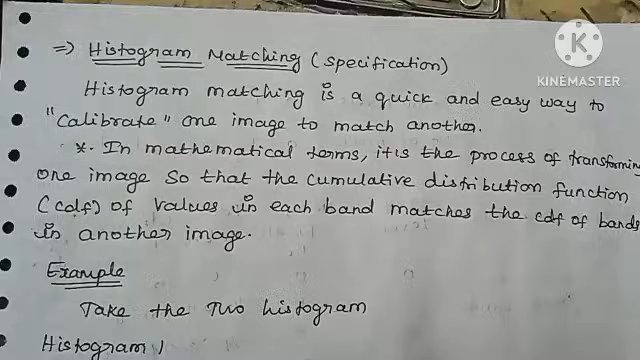 ⇒ Histogram Matching (Specification)
K
KINEMASTER
Histogram matching is a quick and easy way to
"Calibrate" one image to match another.
*. In mathematical terms, it is the process of transforming
one image so that the cumulative distribution function
(cdf) of values in each band matches the cdf of bands
in another image.
Example
Take the Two histogram
Histogram 1